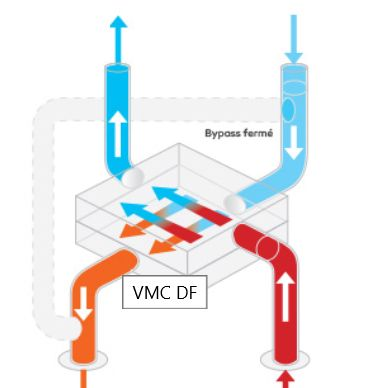 Bypass fermé
VMC DF